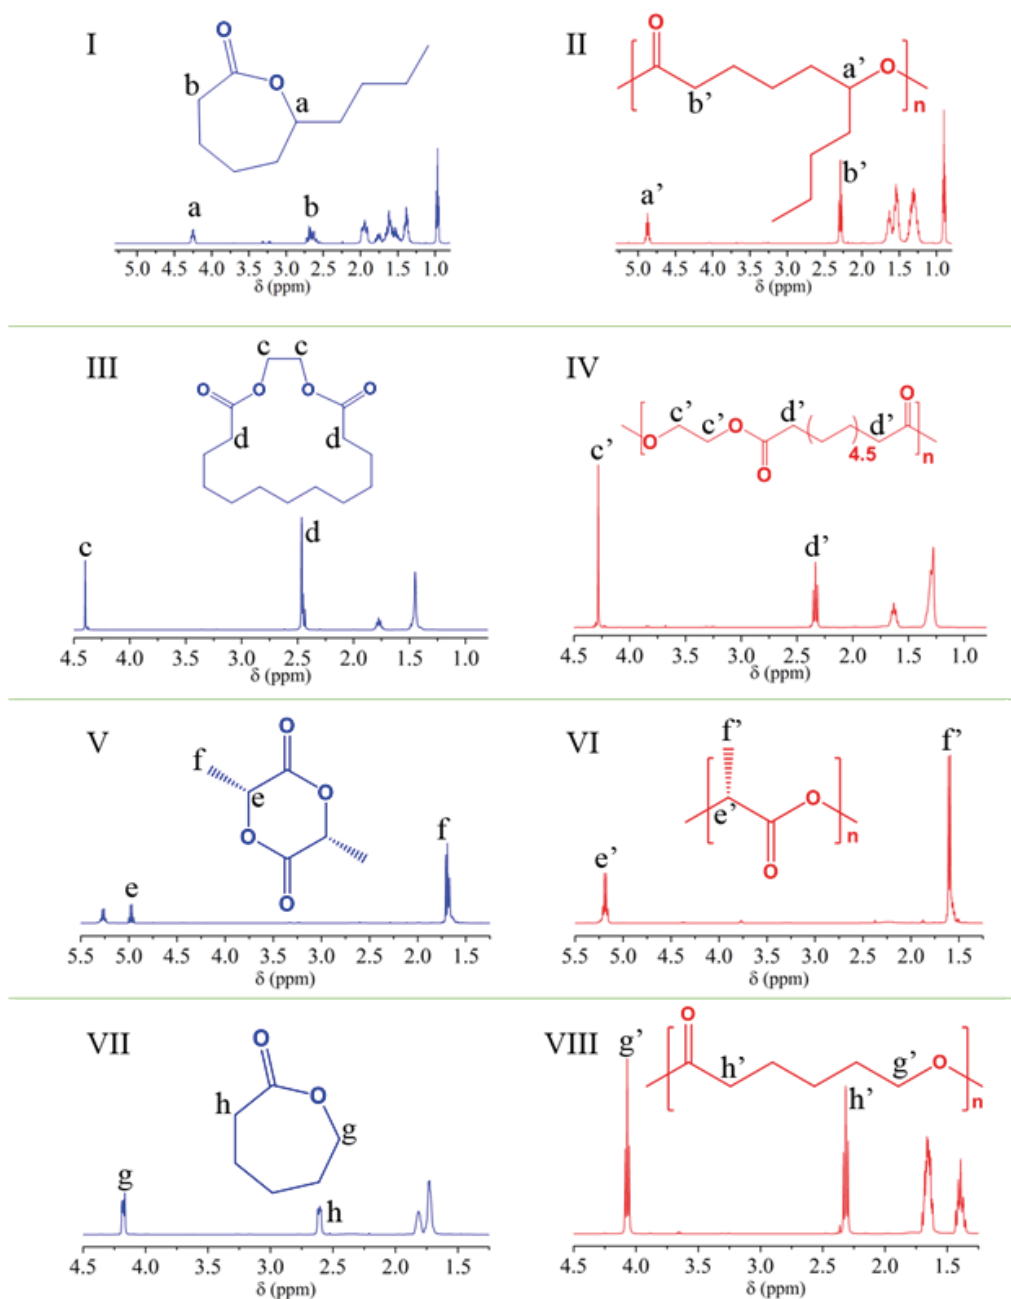 I
O
O
b
a
a
b
5.0 4.5 4.0 3.5 3.0 2.5 2.0 1.5 1.0
δ (ppm)
II
O
a’
O
n
b’
a’
b’
5.0 4.5 4.0 3.5 3.0 2.5 2.0 1.5 1.0
δ (ppm)
III
c c
O O O O
d d
c
d
4.5 4.0 3.5 3.0 2.5 2.0 1.5 1.0
δ (ppm)
IV
O
c’
d’
c’
O
d’
O
4.5
n
O
c’
d’
4.5 4.0 3.5 3.0 2.5 2.0 1.5 1.0
δ (ppm)
V
O
f
e
O
O
O
f
e
5.5 5.0 4.5 4.0 3.5 3.0 2.5 2.0 1.5
δ (ppm)
VI
f’
f’
O
e’
n
O
e’
5.5 5.0 4.5 4.0 3.5 3.0 2.5 2.0 1.5
δ (ppm)
VII
O
O
h
g
g
h
4.5 4.0 3.5 3.0 2.5 2.0 1.5
δ (ppm)
VIII
O
g’
h’
g’
O
n
h’
4.5 4.0 3.5 3.0 2.5 2.0 1.5
δ (ppm)